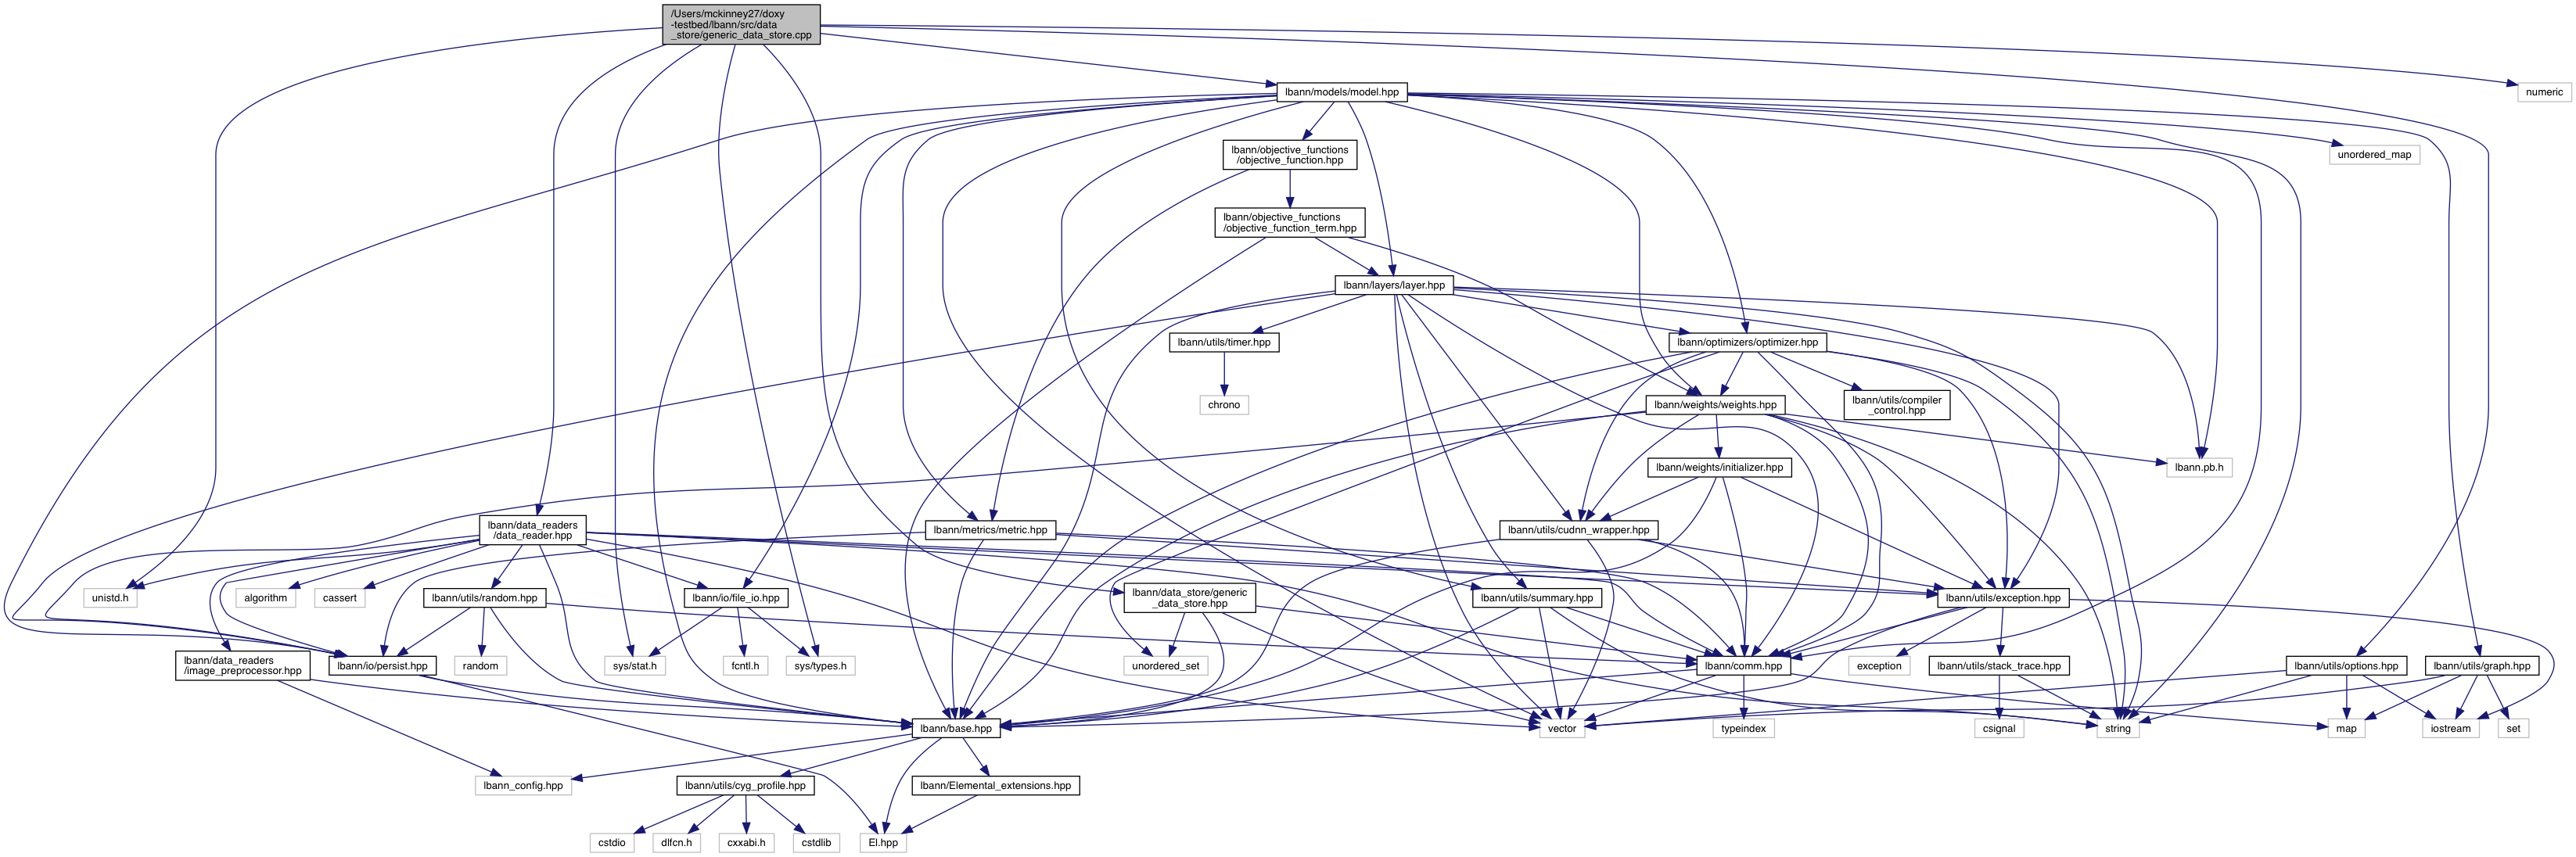 /Users/mckinney27/doxy
-testbed/lbann/src/data
_store/generic_data_store.cpp
lbann/models/model.hpp
numeric
lbann/objective_functions
/objective_function.hpp
unordered_map
lbann/objective_functions
/objective_function_term.hpp
lbann/layers/layer.hpp
lbann/utils/timer.hpp
lbann/optimizers/optimizer.hpp
chrono
lbann/weights/weights.hpp
lbann/utils/compiler
_control.hpp
lbann/weights/initializer.hpp
lbann.pb.h
lbann/data_readers
/data_reader.hpp
lbann/metrics/metric.hpp
lbann/utils/cudnn_wrapper.hpp
unistd.h
algorithm
cassert
lbann/utils/random.hpp
lbann/io/file_io.hpp
lbann/data_store/generic
_data_store.hpp
lbann/utils/summary.hpp
lbann/utils/exception.hpp
lbann/data_readers
/image_preprocessor.hpp
lbann/io/persist.hpp
random
sys/stat.h
fcntl.h
sys/types.h
unordered_set
lbann/comm.hpp
exception
lbann/utils/stack_trace.hpp
lbann/utils/options.hpp
lbann/utils/graph.hpp
lbann/base.hpp
vector
typeindex
csignal
string
map
iostream
set
lbann_config.hpp
lbann/utils/cyg_profile.hpp
lbann/Elemental_extensions.hpp
cstdio
dlfcn.h
cxxabi.h
cstdlib
El.hpp